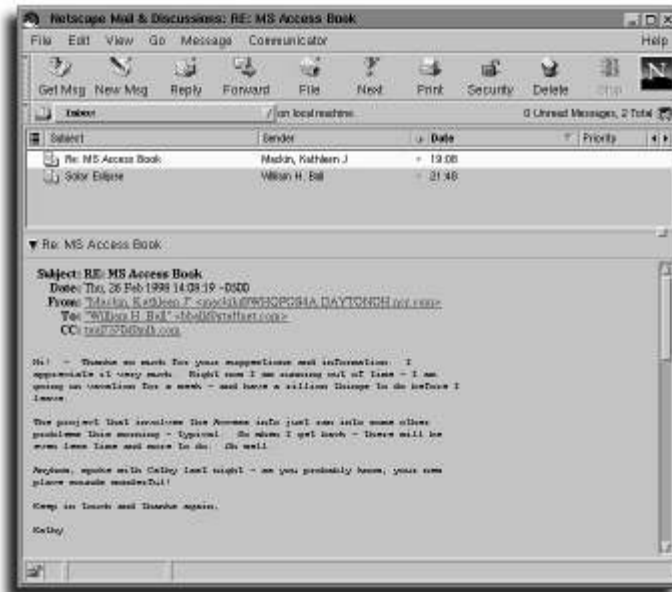 Netscape Mail & Discussions: RE: MS Access Book
File Edit View Go Message Communicator Help
Get Msg New Msg Reply Forward File Next Print Security Delete Stop
N
Inbox on local machine. 0 Unread Messages, 2 Total
Subject Sender Date Priority
Re: MS Access Book Mackin, Kathleen J 19:08
Solar Eclipse William H. Ball 21:48
Re: MS Access Book
Subject: RE: MS Access Book
Date: Thu, 26 Feb 1998 14:08:19 -0500
From: "Mackin, Kathleen J"
To: "William H. Ball" <bball@staffnet.com>
CC:
Hi! - Thanks so much for your suggestions and information. I
appreciate it very much. Right now I am running out of time - I am
going on vacation for a week - and have a zillion things to do before I
leave.
The project that involves the Access info just ran into some other
problems this morning - typical. So when I get back - there will be
even less time and more to do. Oh well.
Anyhow, spoke with Cathy last night - as you probably know, your new
place sounds wonderful!
Keep in touch and thanks again,
Kathy